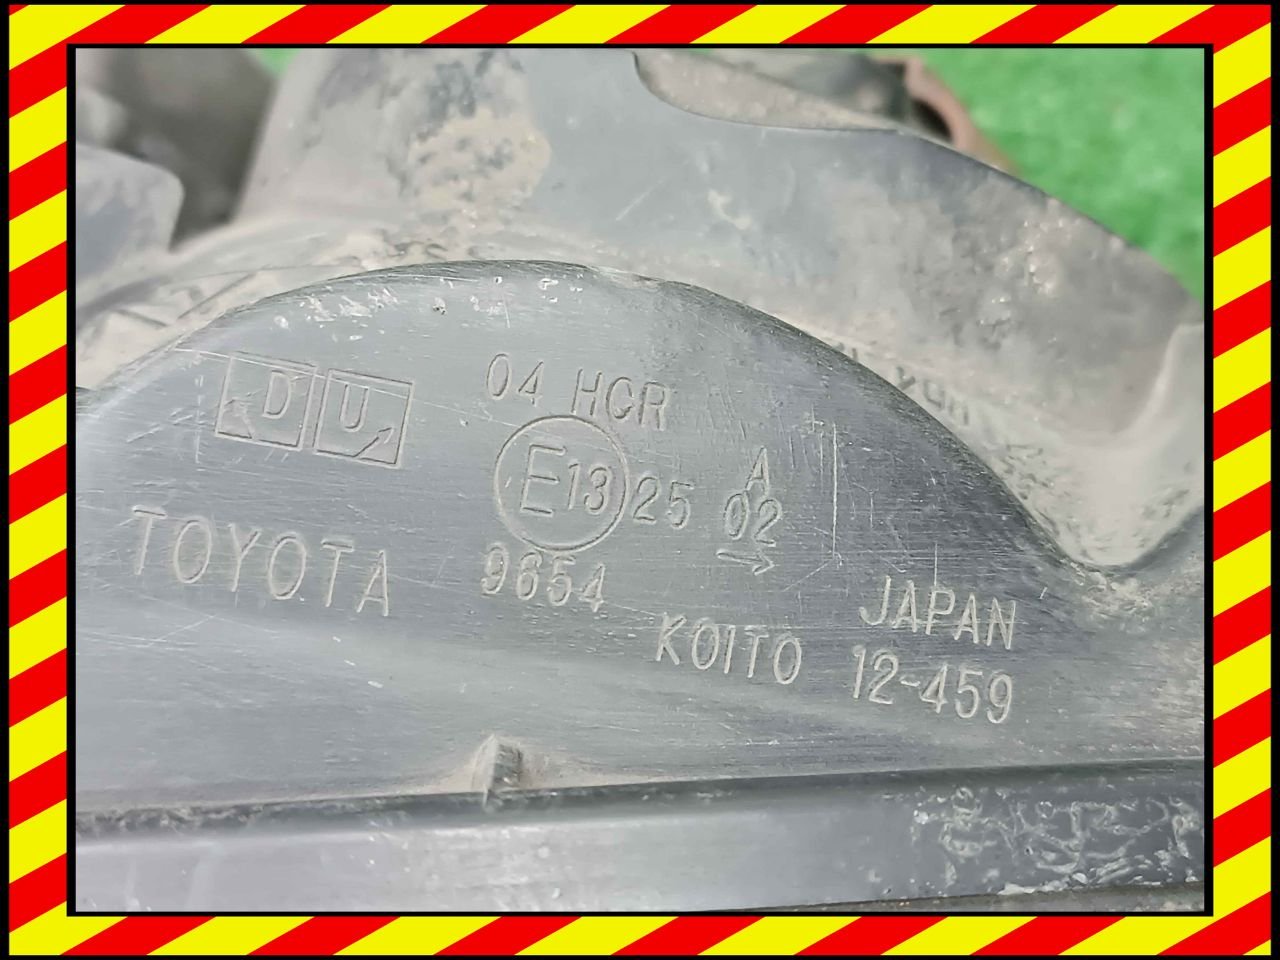 D U
04 HCR
E13 25 A
02
→
TOYOTA
9654
JAPAN
KOITO 12-459